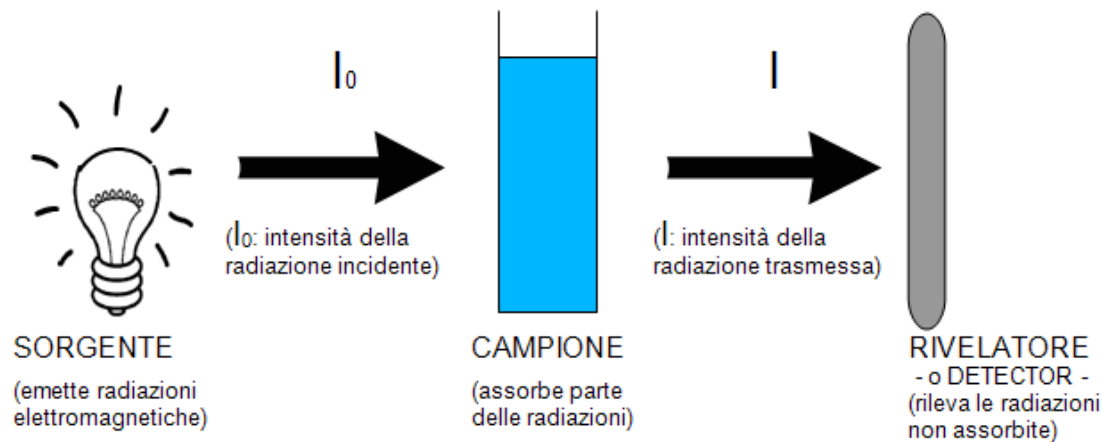 I0
I
(I0: intensità della
radiazione incidente)
(I: intensità della
radiazione trasmessa)
SORGENTE
(emette radiazioni
elettromagnetiche)
CAMPIONE
(assorbe parte
delle radiazioni)
RIVELATORE
- o DETECTOR -
(rileva le radiazioni
non assorbite)